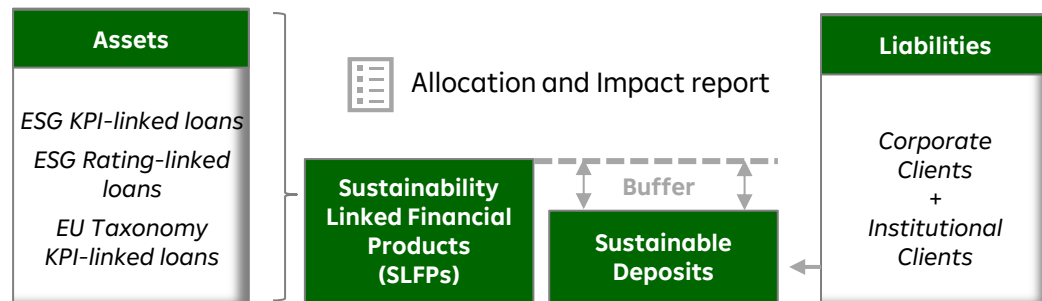 Assets
ESG KPI-linked loans
ESG Rating-linked
loans
EU Taxonomy
KPI-linked loans
Allocation and Impact report
Sustainability
Linked Financial
Products
(SLFPs)
Buffer
Sustainable
Deposits
Liabilities
Corporate
Clients
+
Institutional
Clients